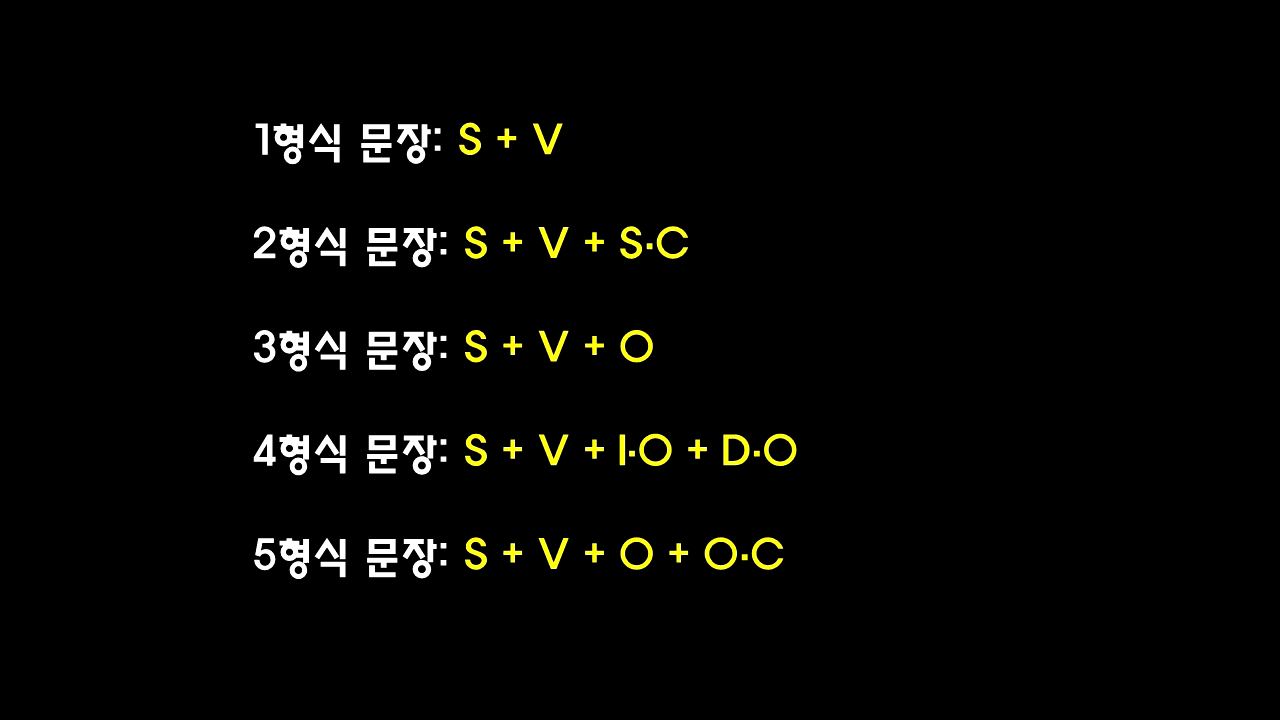 1형식 문장: S + V
2형식 문장: S + V + S·C
3형식 문장: S + V + O
4형식 문장: S + V + I·O + D·O
5형식 문장: S + V + O + O·C